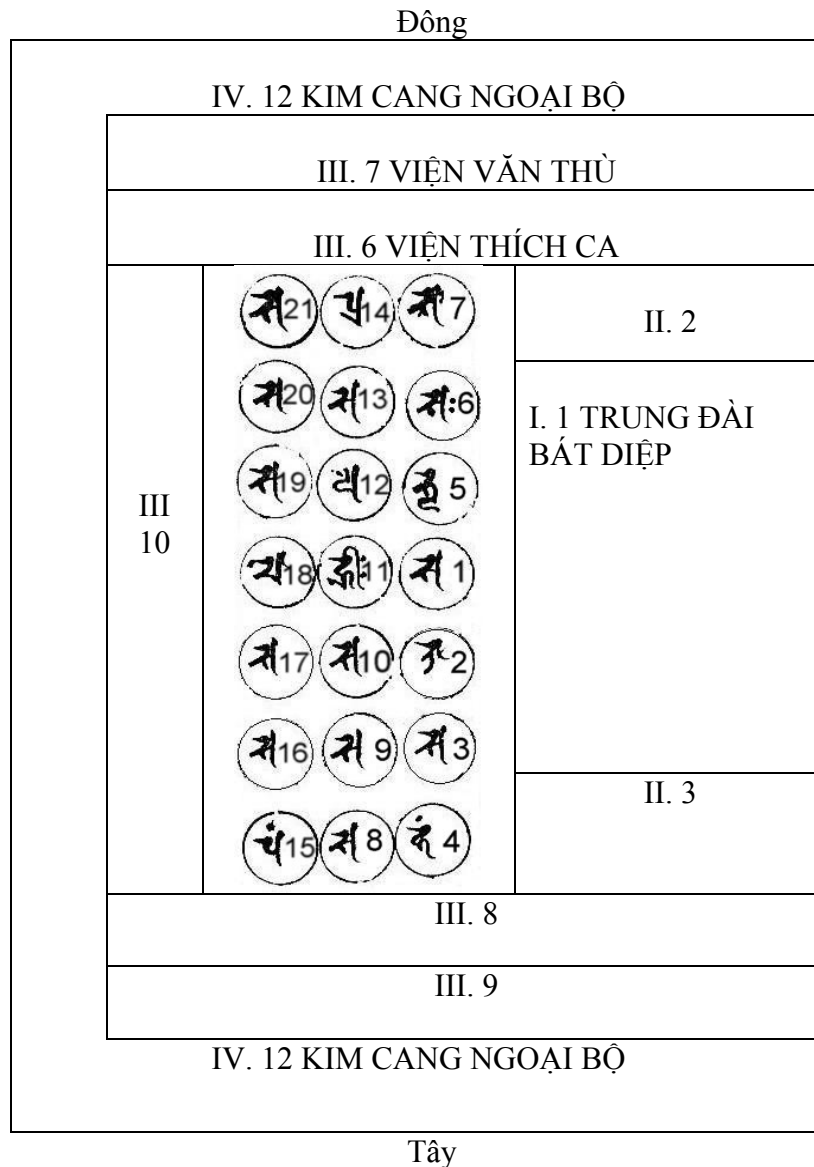 Đông
IV. 12 KIM CANG NGOẠI BỘ
III. 7 VIỆN VĂN THÙ
III. 6 VIỆN THÍCH CA
21 14 7
II. 2
20 13 6
I. 1 TRUNG ĐÀI
BÁT DIỆP
19 12 5
III
10
18 11 1
17 10 2
16 9 3
II. 3
15 8 4
III. 8
III. 9
IV. 12 KIM CANG NGOẠI BỘ
Tây